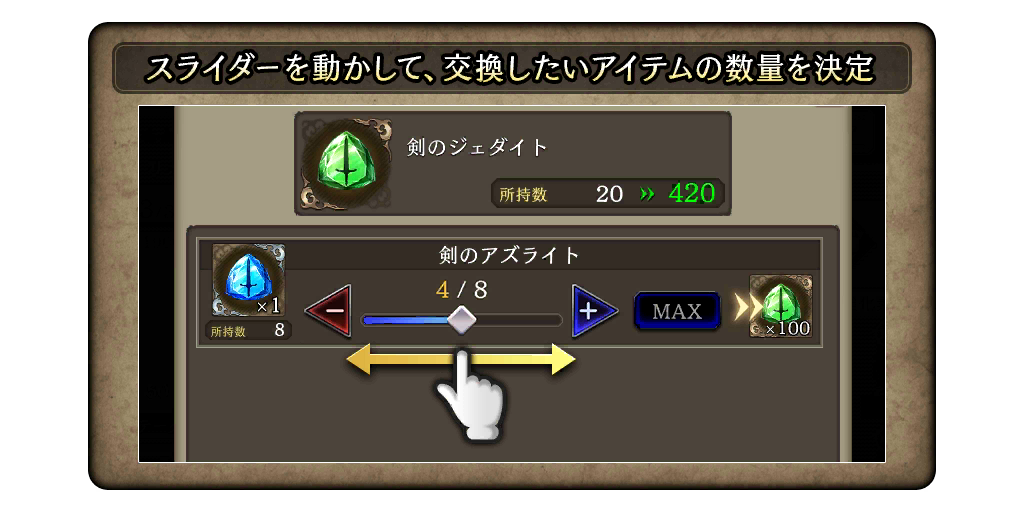 スライダーを動かして、交換したいアイテムの数量を決定
剣のジェダイト
所持数 20 » 420
剣のアズライト
×1
所持数 8
4 / 8
− + MAX
×100